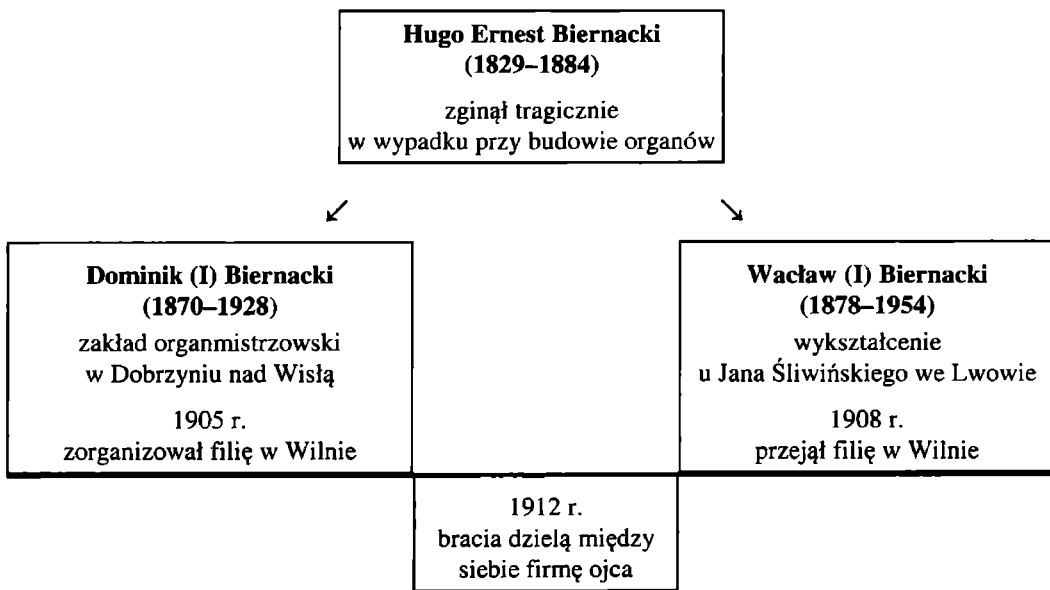 Hugo Ernest Biernacki
(1829–1884)
zginął tragicznie
w wypadku przy budowie organów
Dominik (I) Biernacki
(1870–1928)
zakład organmistrzowski
w Dobrzyniu nad Wisłą
1905 r.
zorganizował filię w Wilnie
Wacław (I) Biernacki
(1878–1954)
wykształcenie
u Jana Śliwińskiego we Lwowie
1908 r.
przejął filię w Wilnie
1912 r.
bracia dzielą między
siebie firmę ojca